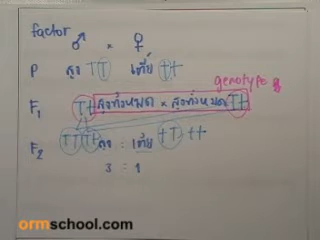 factor
♂ × ♀
P สูง TT เตี้ย tt
genotype
F1 Tt สูงทั้งหมด × สูงทั้งหมด Tt
F2 TT Tt สูง : เตี้ย tt
3 : 1
ormschool.com